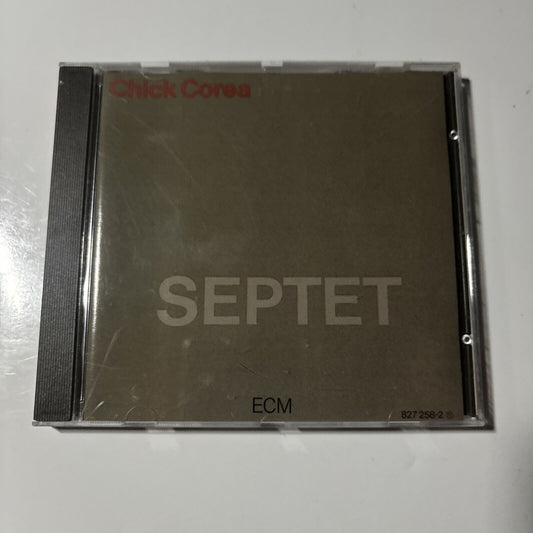 Chick Corea
SEPTET
ECM
827 258-2